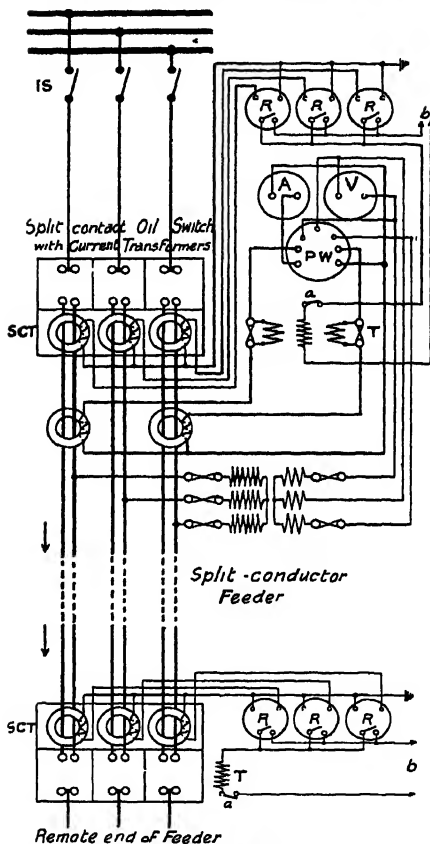 IS
R R R
b
A V
Split contact Oil Switch
with Current Transformers
PW
a
SCT
T
Split-conductor
Feeder
SCT
R R R
T
b
a
Remote end of Feeder